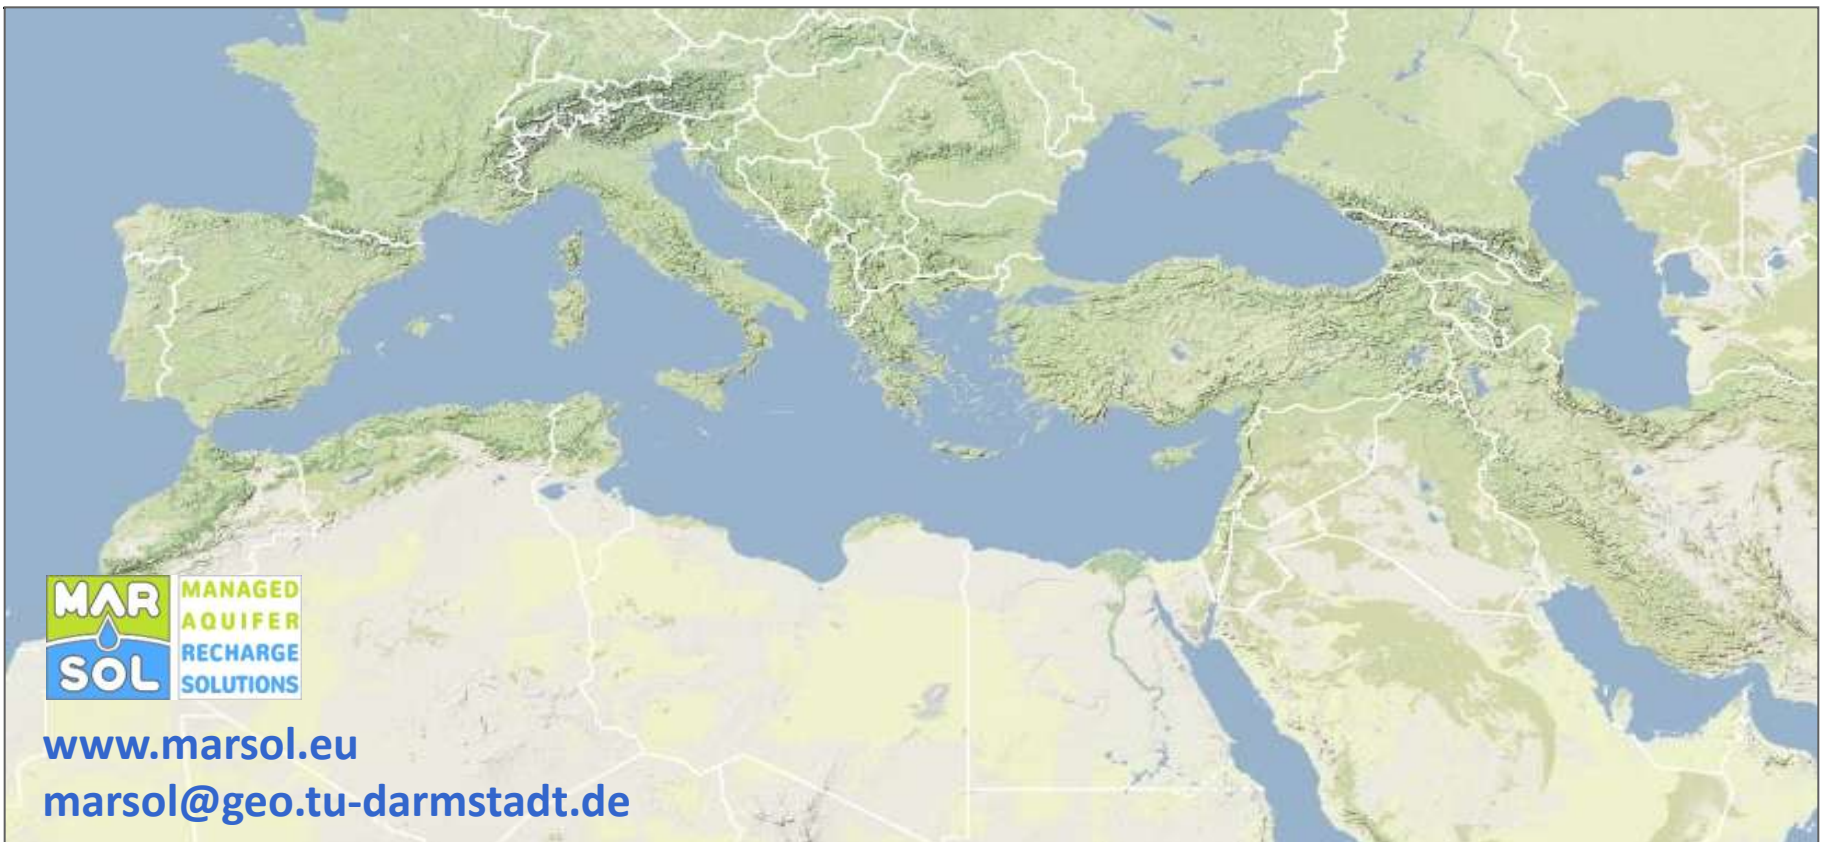 MAR
SOL
MANAGED
AQUIFER
RECHARGE
SOLUTIONS
www.marsol.eu
marsol@geo.tu-darmstadt.de